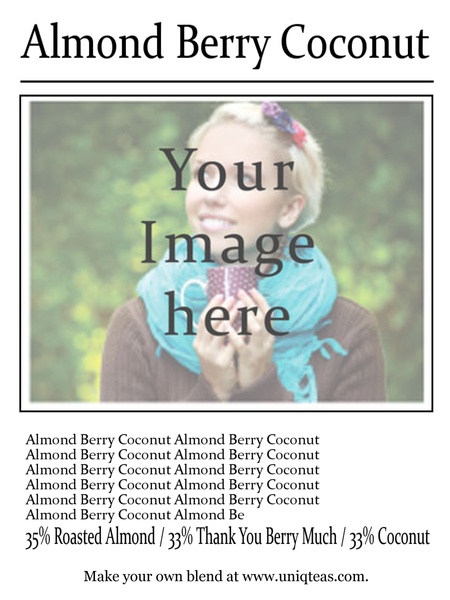 Almond Berry Coconut
Your
Image
here
Almond Berry Coconut Almond Berry Coconut
Almond Berry Coconut Almond Berry Coconut
Almond Berry Coconut Almond Berry Coconut
Almond Berry Coconut Almond Berry Coconut
Almond Berry Coconut Almond Berry Coconut
Almond Berry Coconut Almond Be
35% Roasted Almond / 33% Thank You Berry Much / 33% Coconut
Make your own blend at www.uniqteas.com.